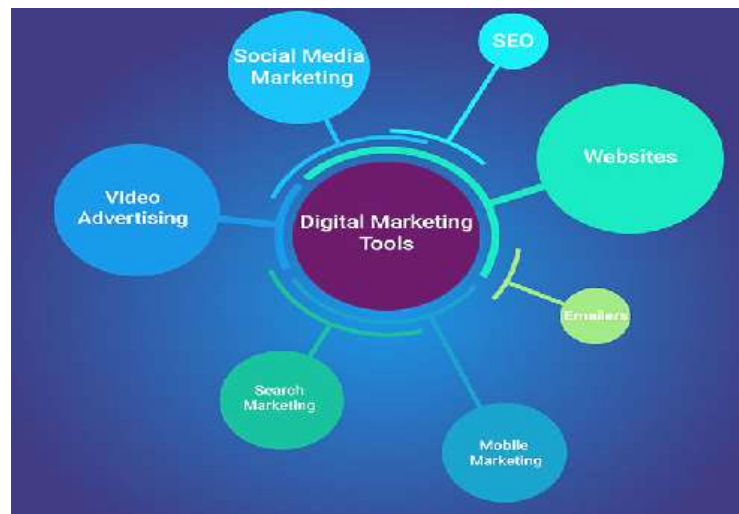 SEO
Social Media
Marketing
Websites
VIdeo
Advertising
Digital Marketing
Tools
Emailers
Search
Marketing
Mobile
Marketing